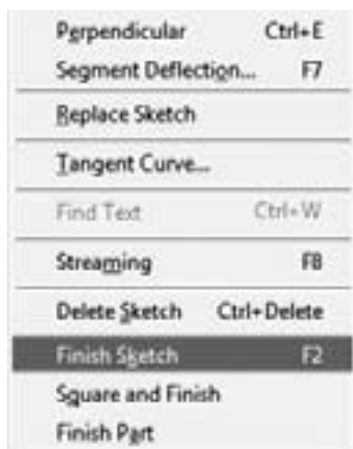 Perpendicular Ctrl+E
Segment Deflection... F7
Replace Sketch
Tangent Curve...
Find Text Ctrl+W
Streaming F8
Delete Sketch Ctrl+Delete
Finish Sketch F2
Square and Finish
Finish Part